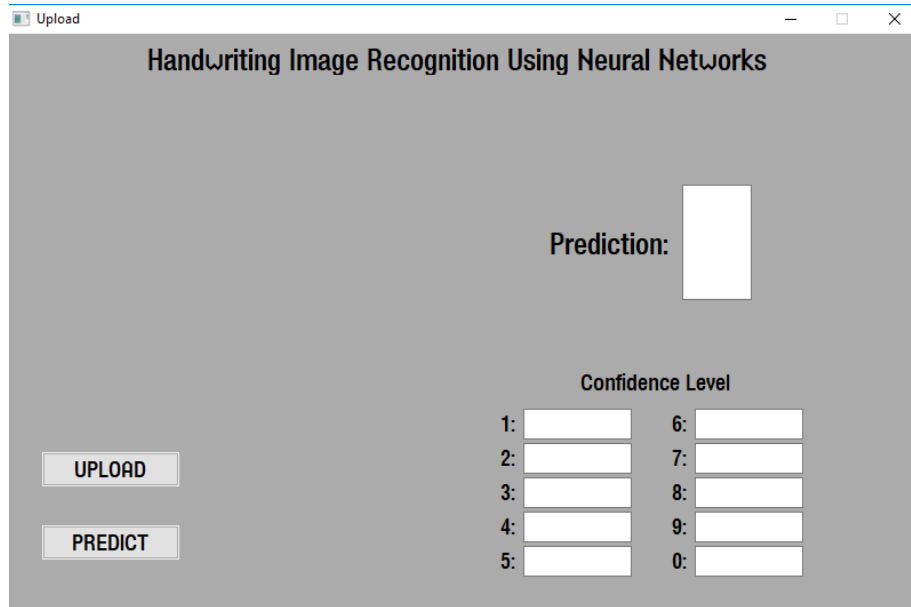 Upload
Handwriting Image Recognition Using Neural Networks
Prediction:
Confidence Level
1:
6:
2:
7:
3:
8:
4:
9:
5:
0:
UPLOAD
PREDICT